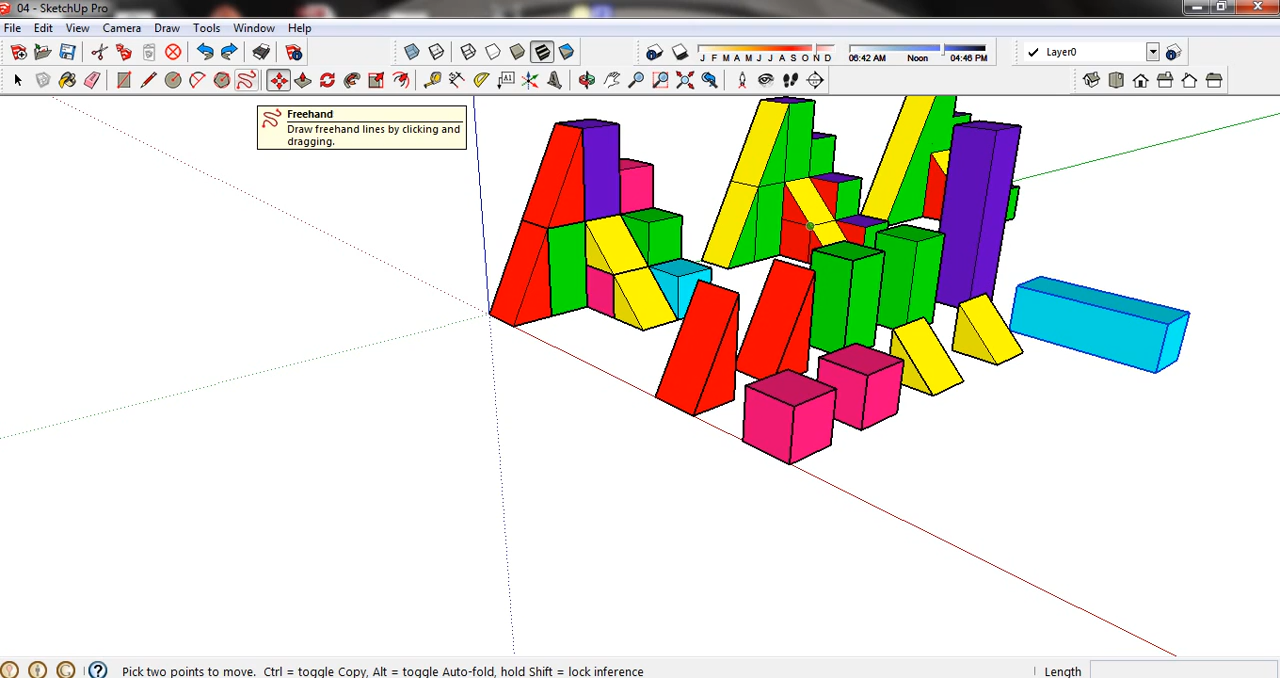 04 - SketchUp Pro
File Edit View Camera Draw Tools Window Help
J F M A M J J A S O N D
06:42 AM Noon 04:46 PM
Layer0
A1
Freehand
Draw freehand lines by clicking and
dragging.
Pick two points to move. Ctrl = toggle Copy, Alt = toggle Auto-fold, hold Shift = lock inference
Length